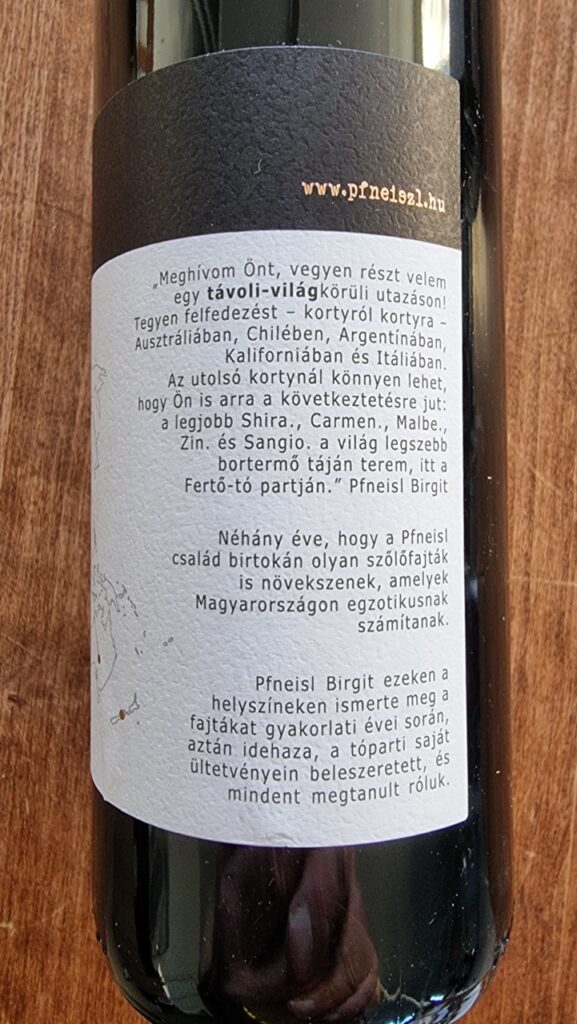 www.pfneiszl.hu
„Meghívom Önt, vegyen részt velem
egy távoli-világkörüli utazáson!
Tegyen felfedezést – kortyról kortyra –
Ausztráliában, Chilében, Argentínában,
Kaliforniában és Itáliában.
Az utolsó kortynál könnyen lehet,
hogy Ön is arra a következtetésre jut:
a legjobb Shira., Carmen., Malbe.,
Zin. és Sangio. a világ legszebb
bortermő táján terem, itt a
Fertő-tó partján.” Pfneisl Birgit
Néhány éve, hogy a Pfneisl
család birtokán olyan szőlőfajták
is növekszenek, amelyek
Magyarországon egzotikusnak
számítanak.
Pfneisl Birgit ezeken a
helyszíneken ismerte meg a
fajtákat gyakorlati évei során,
aztán idehaza, a tóparti saját
ültetvényein beleszeretett, és
mindent megtanult róluk.